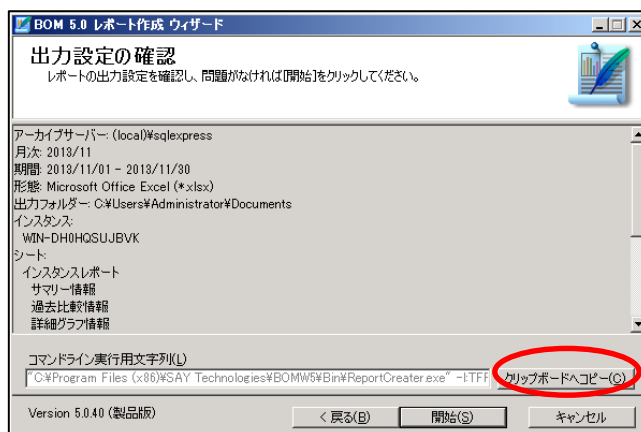 BOM 5.0 レポート作成 ウィザード
出力設定の確認
レポートの出力設定を確認し、問題がなければ[開始]をクリックしてください。
アーカイブサーバー: (local)¥sqlexpress
月次: 2013/11
期間: 2013/11/01 - 2013/11/30
形態: Microsoft Office Excel (*.xlsx)
出力フォルダー: C:¥Users¥Administrator¥Documents
インスタンス:
WIN-DH0HQSUJBVK
シート:
インスタンスレポート
サマリー情報
過去比較情報
詳細グラフ情報
コマンドライン実行用文字列(L)
"C:¥Program Files (x86)¥SAY Technologies¥BOMW5¥Bin¥ReportCreater.exe" -I:TFF
クリップボードへコピー(C)
Version 5.0.40 (製品版)
< 戻る(B)
開始(S)
キャンセル